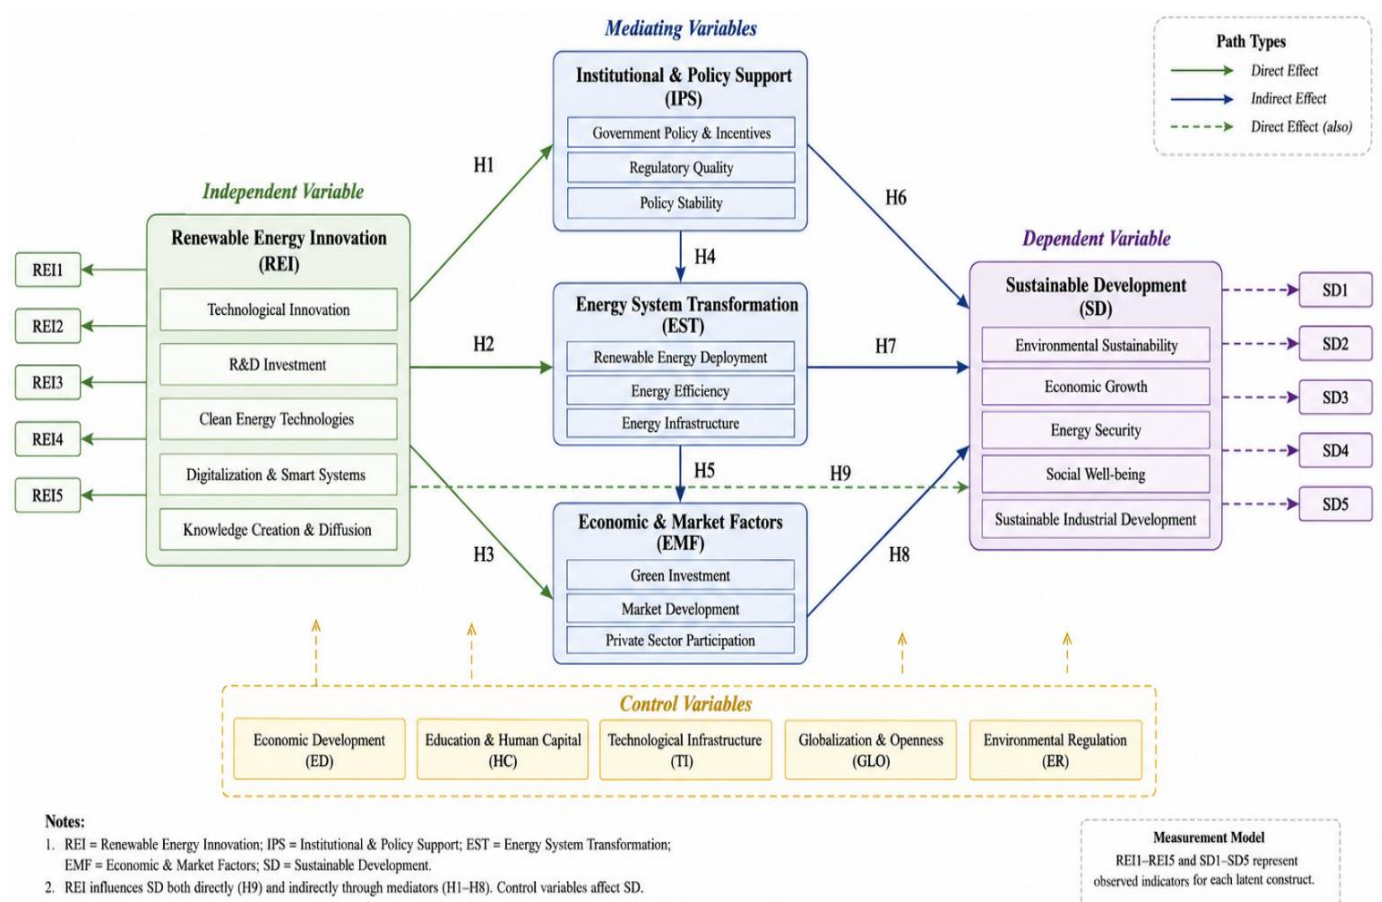 Mediating Variables
Path Types
Direct Effect
Indirect Effect
Direct Effect (also)
Institutional & Policy Support
(IPS)
Government Policy & Incentives
Regulatory Quality
Policy Stability
H1
H6
Independent Variable
Renewable Energy Innovation
(REI)
Technological Innovation
R&D Investment
Clean Energy Technologies
Digitalization & Smart Systems
Knowledge Creation & Diffusion
REI1
REI2
REI3
REI4
REI5
H4
H2
Energy System Transformation
(EST)
Renewable Energy Deployment
Energy Efficiency
Energy Infrastructure
H7
Dependent Variable
Sustainable Development
(SD)
Environmental Sustainability
Economic Growth
Energy Security
Social Well-being
Sustainable Industrial Development
SD1
SD2
SD3
SD4
SD5
H5
H9
H3
Economic & Market Factors
(EMF)
Green Investment
Market Development
Private Sector Participation
H8
Control Variables
Economic Development
(ED)
Education & Human Capital
(HC)
Technological Infrastructure
(TI)
Globalization & Openness
(GLO)
Environmental Regulation
(ER)
Notes:
1. REI = Renewable Energy Innovation; IPS = Institutional & Policy Support; EST = Energy System Transformation;
EMF = Economic & Market Factors; SD = Sustainable Development.
2. REI influences SD both directly (H9) and indirectly through mediators (H1–H8). Control variables affect SD.
Measurement Model
REI1–REI5 and SD1–SD5 represent
observed indicators for each latent construct.